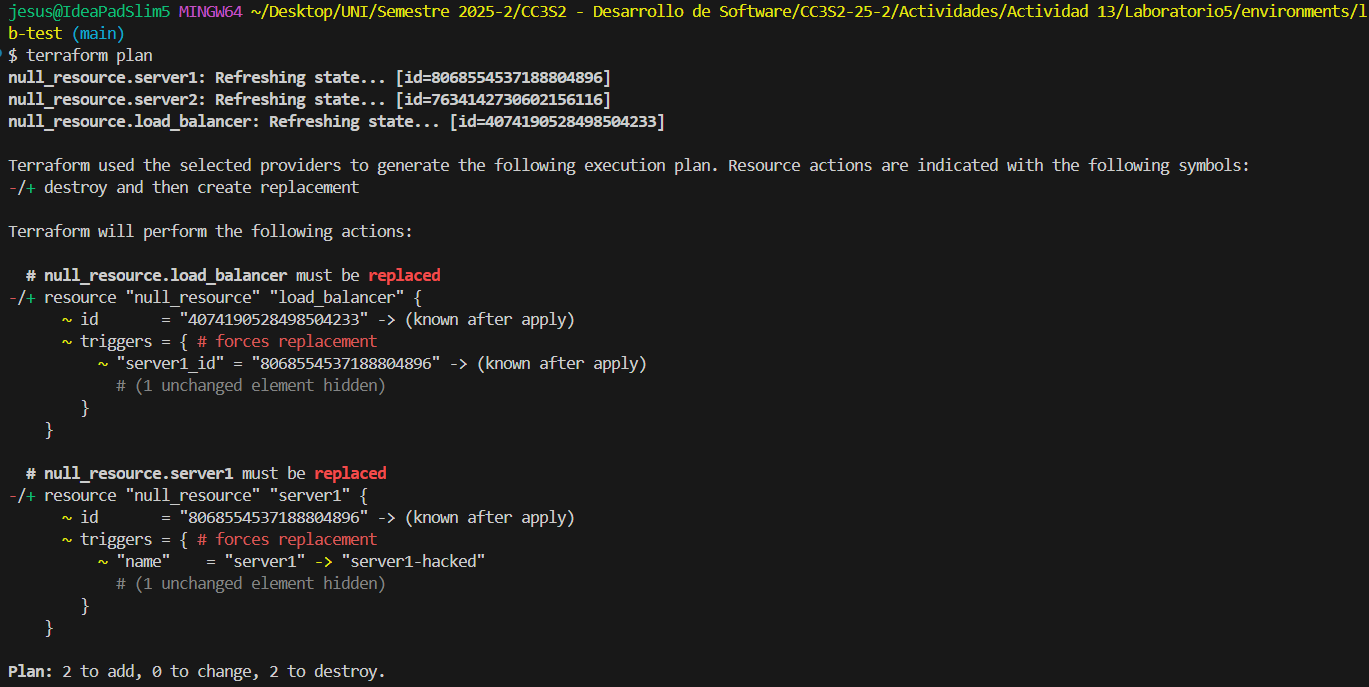 jesus@IdeaPadSlim5 MINGW64 ~/Desktop/UNI/Semestre 2025-2/CC3S2 - Desarrollo de Software/CC3S2-25-2/Actividades/Actividad 13/Laboratorio5/environments/l
b-test (main)
$ terraform plan
null_resource.server1: Refreshing state... [id=8068554537188804896]
null_resource.server2: Refreshing state... [id=7634142730602156116]
null_resource.load_balancer: Refreshing state... [id=4074190528498504233]
Terraform used the selected providers to generate the following execution plan. Resource actions are indicated with the following symbols:
-/+ destroy and then create replacement
Terraform will perform the following actions:
  # null_resource.load_balancer must be replaced
-/+ resource "null_resource" "load_balancer" {
      ~ id       = "4074190528498504233" -> (known after apply)
      ~ triggers = { # forces replacement
          ~ "server1_id" = "8068554537188804896" -> (known after apply)
            # (1 unchanged element hidden)
        }
    }
  # null_resource.server1 must be replaced
-/+ resource "null_resource" "server1" {
      ~ id       = "8068554537188804896" -> (known after apply)
      ~ triggers = { # forces replacement
          ~ "name"    = "server1" -> "server1-hacked"
            # (1 unchanged element hidden)
        }
    }
Plan: 2 to add, 0 to change, 2 to destroy.